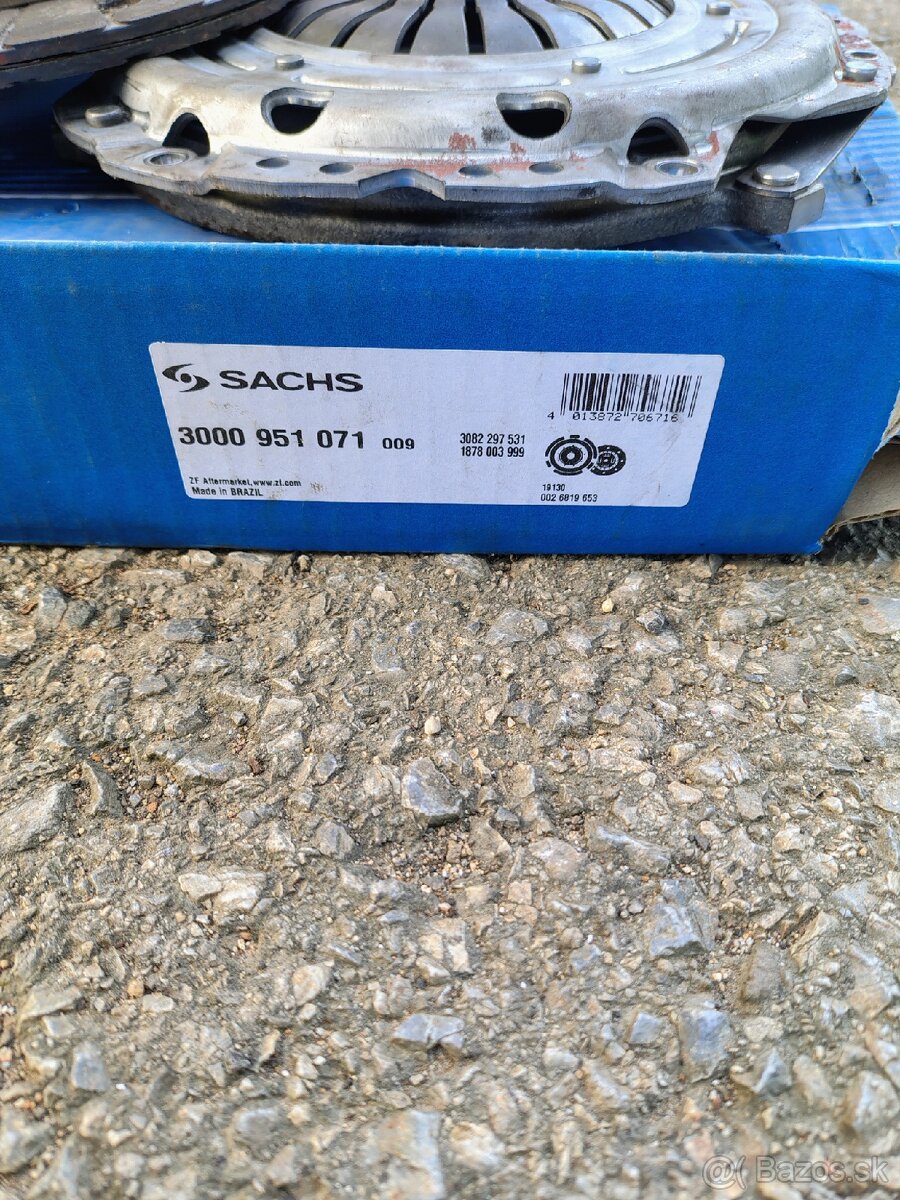 SACHS
4 013872 706716
3000 951 071 009
3082 297 531
1878 003 999
ZF Aftermarket, www.zf.com
Made in BRAZIL
19130
002 6819 653
@ Bazos.sk